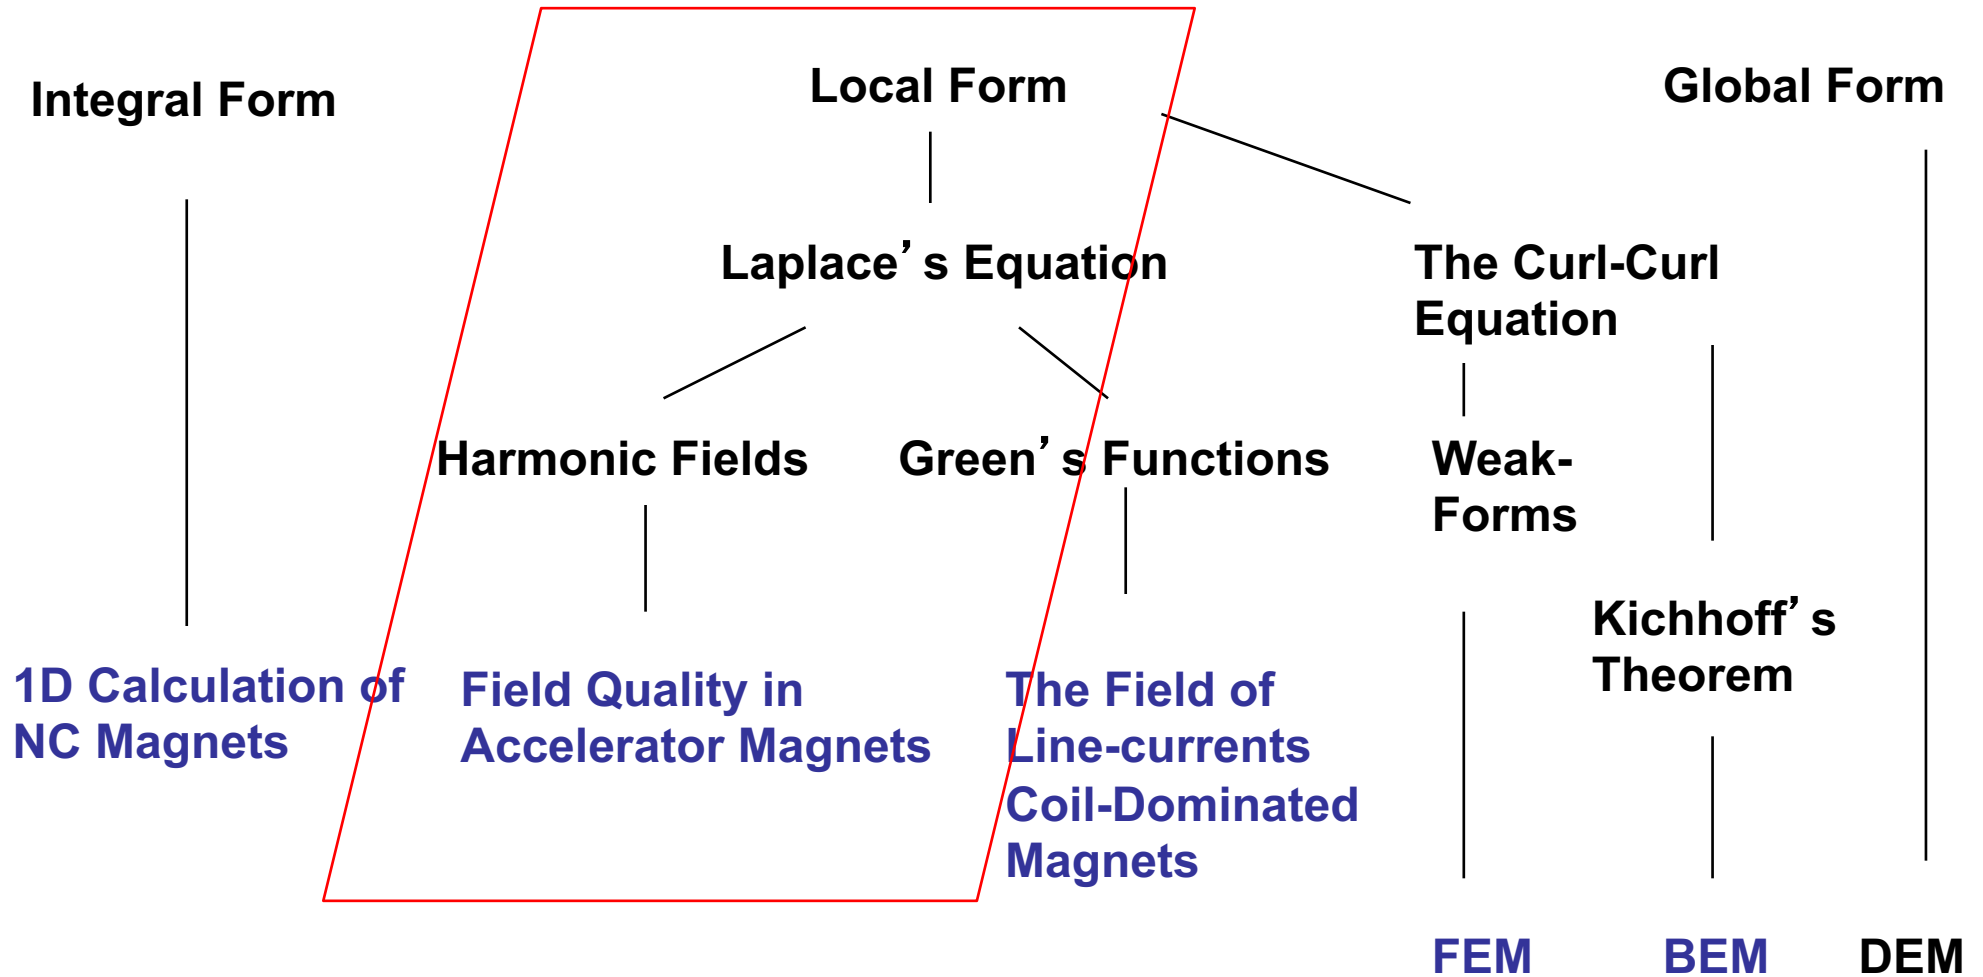 Integral Form
Local Form
Global Form
Laplace’s Equation
The Curl-Curl
Equation
Harmonic Fields
Green’s Functions
Weak-
Forms
Kichhoff’s
Theorem
1D Calculation of
NC Magnets
Field Quality in
Accelerator Magnets
The Field of
Line-currents
Coil-Dominated
Magnets
FEM
BEM
DEM